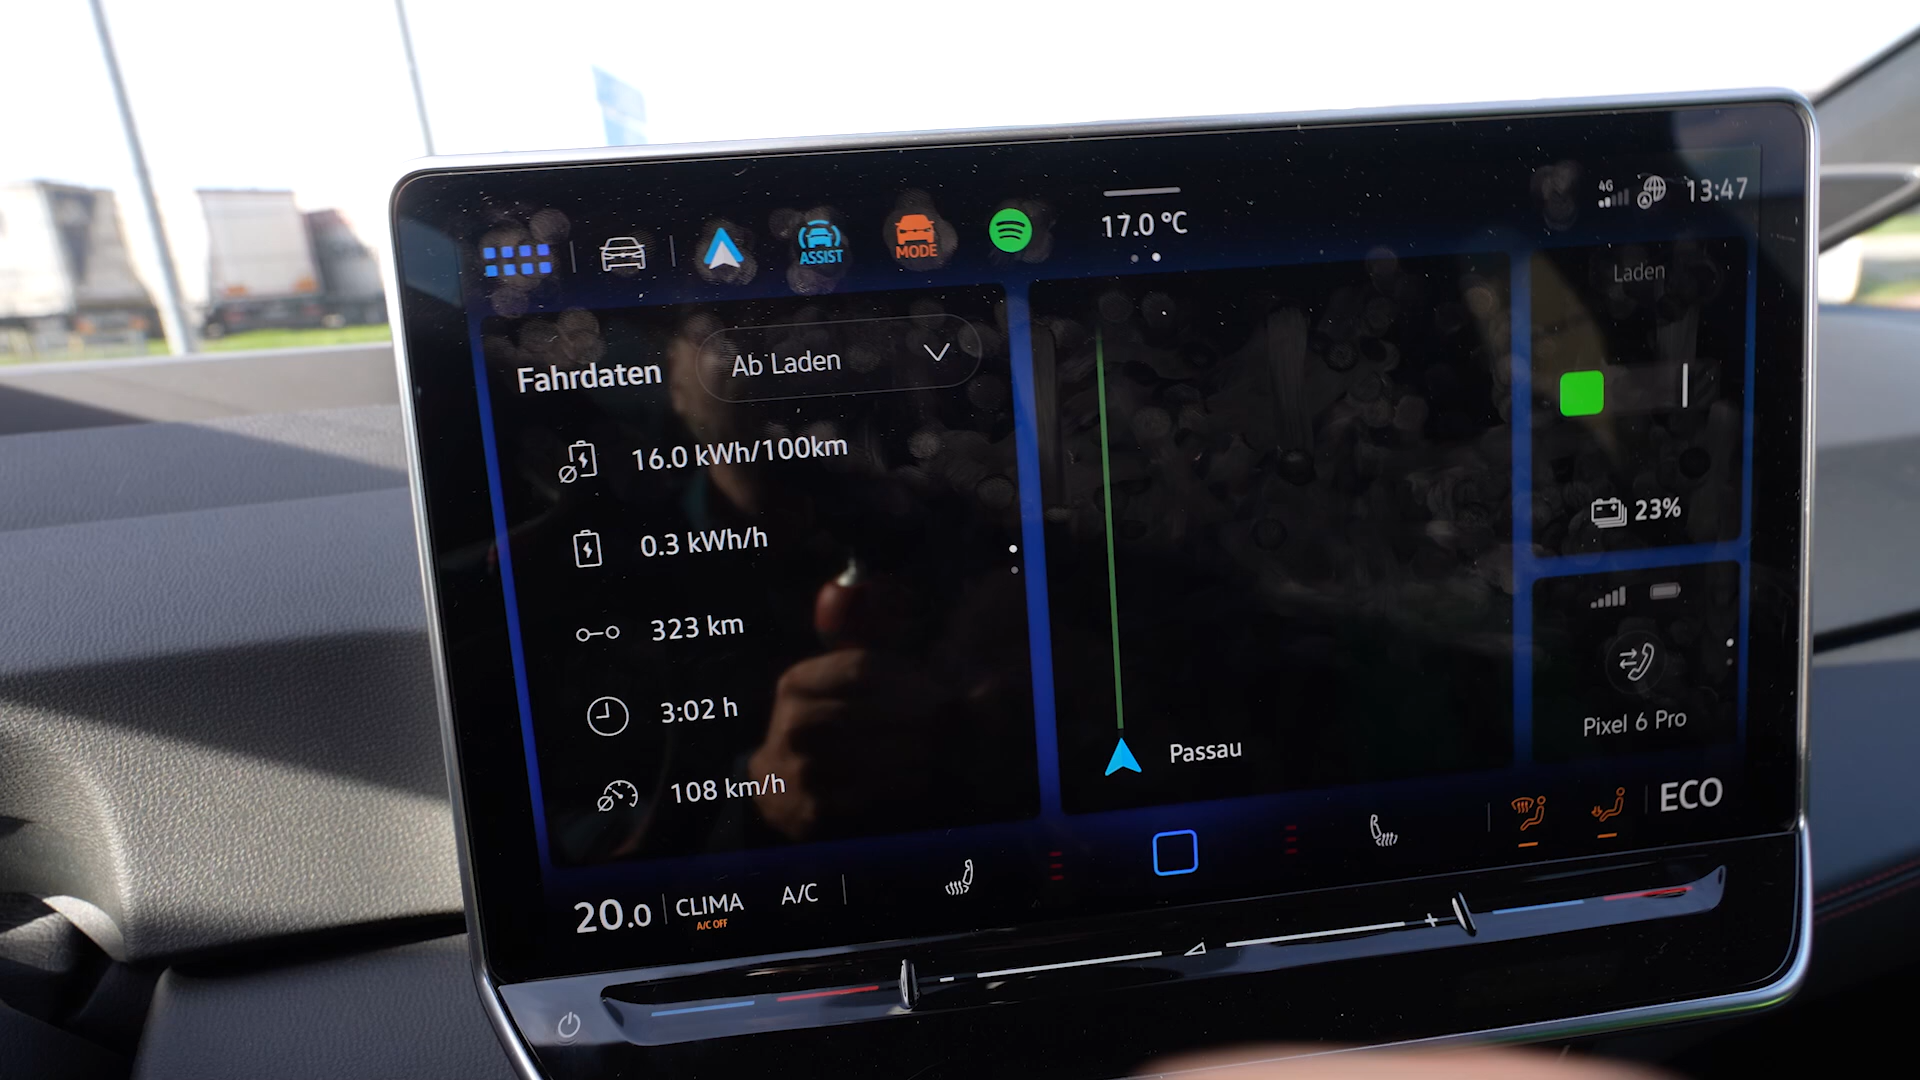 4G
13:47
17.0 °C
ASSIST
MODE
Laden
Fahrdaten
Ab Laden
16.0 kWh/100km
0.3 kWh/h
323 km
3:02 h
108 km/h
Passau
23%
Pixel 6 Pro
ECO
20.0
CLIMA
A/C OFF
A/C
- +